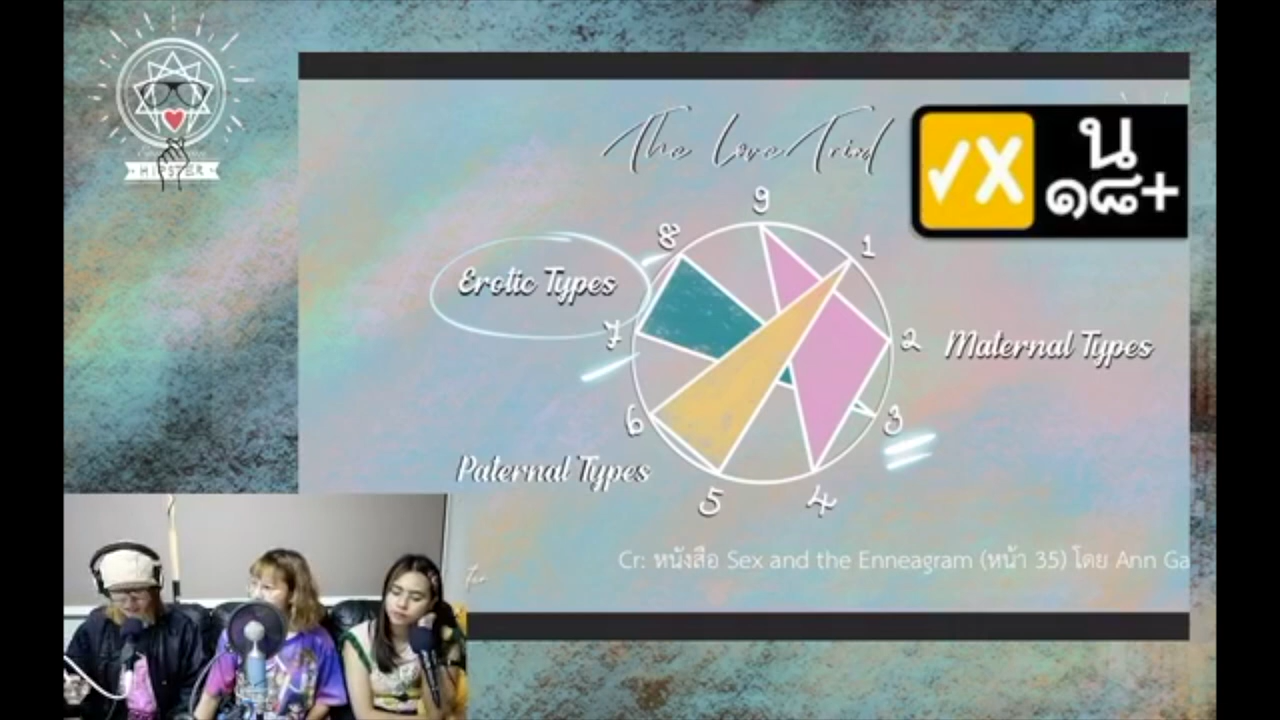 HIPSTER
The Love Triad
√X
น
๑๘+
9
8
1
Erotic Types
7
2
Maternal Types
6
3
Paternal Types
5
4
Cr: หนังสือ Sex and the Enneagram (หน้า 35) โดย Ann Ga